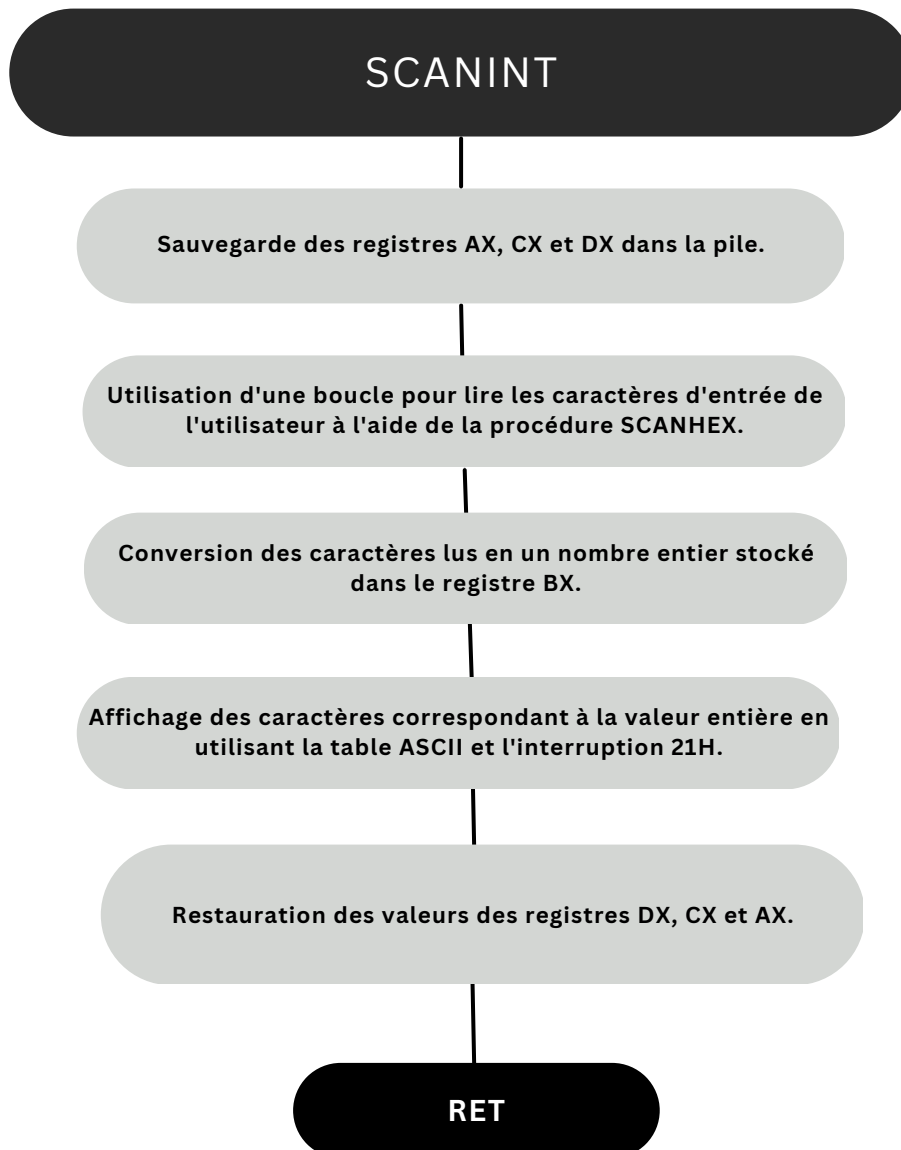 SCANINT
Sauvegarde des registres AX, CX et DX dans la pile.
Utilisation d'une boucle pour lire les caractères d'entrée de
l'utilisateur à l'aide de la procédure SCANHEX.
Conversion des caractères lus en un nombre entier stocké
dans le registre BX.
Affichage des caractères correspondant à la valeur entière en
utilisant la table ASCII et l'interruption 21H.
Restauration des valeurs des registres DX, CX et AX.
RET